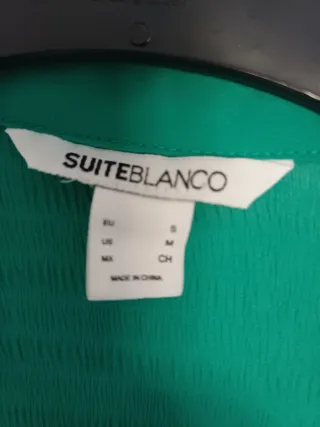 SUITEBLANCO
EU S
US M
MX CH
MADE IN CHINA